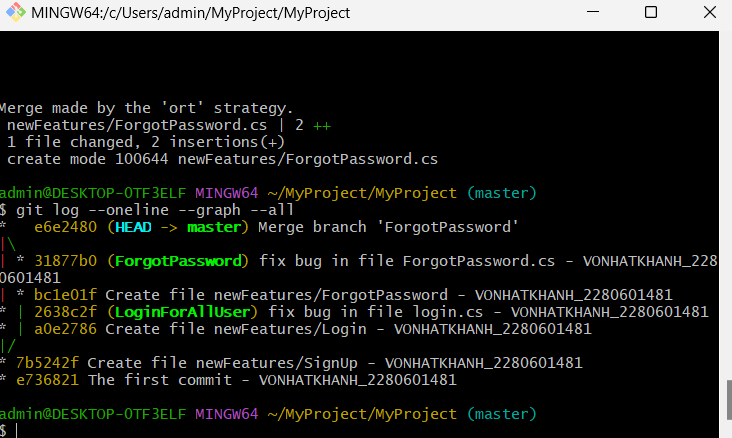 MINGW64:/c/Users/admin/MyProject/MyProject
Merge made by the 'ort' strategy.
 newFeatures/ForgotPassword.cs | 2 ++
 1 file changed, 2 insertions(+)
 create mode 100644 newFeatures/ForgotPassword.cs
admin@DESKTOP-0TF3ELF MINGW64 ~/MyProject/MyProject (master)
$ git log --oneline --graph --all
*   e6e2480 (HEAD -> master) Merge branch 'ForgotPassword'
|\
| * 31877b0 (ForgotPassword) fix bug in file ForgotPassword.cs - VONHATKHANH_228
0601481
| * bc1e01f Create file newFeatures/ForgotPassword - VONHATKHANH_2280601481
* | 2638c2f (LoginForAllUser) fix bug in file login.cs - VONHATKHANH_2280601481
* | a0e2786 Create file newFeatures/Login - VONHATKHANH_2280601481
|/
* 7b5242f Create file newFeatures/SignUp - VONHATKHANH_2280601481
* e736821 The first commit - VONHATKHANH_2280601481
admin@DESKTOP-0TF3ELF MINGW64 ~/MyProject/MyProject (master)
$